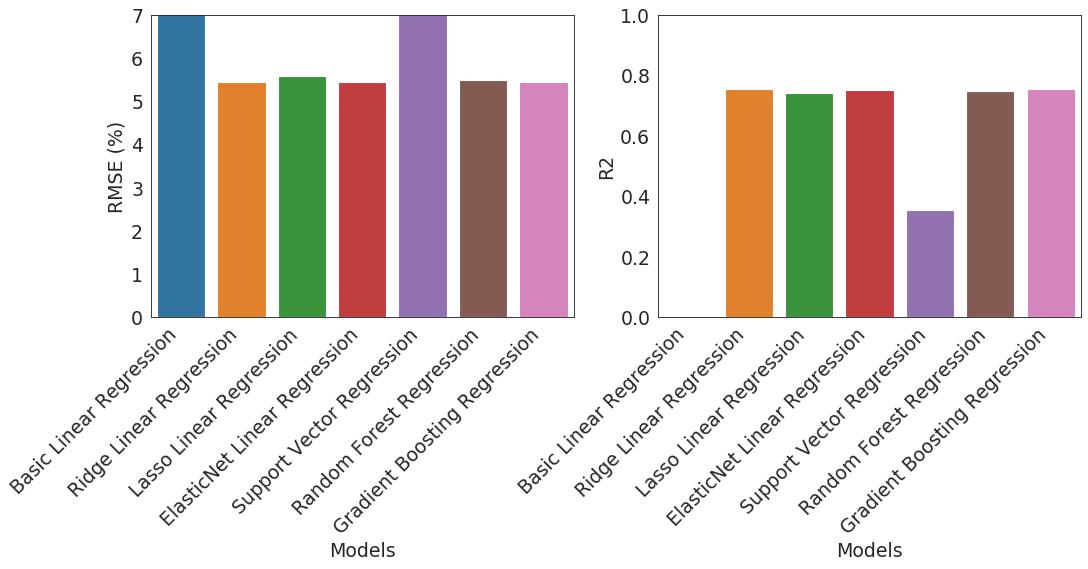 RMSE (%)
7
6
5
4
3
2
1
0
Basic Linear Regression
Ridge Linear Regression
Lasso Linear Regression
ElasticNet Linear Regression
Support Vector Regression
Random Forest Regression
Gradient Boosting Regression
Models
R2
1.0
0.8
0.6
0.4
0.2
0.0
Basic Linear Regression
Ridge Linear Regression
Lasso Linear Regression
ElasticNet Linear Regression
Support Vector Regression
Random Forest Regression
Gradient Boosting Regression
Models